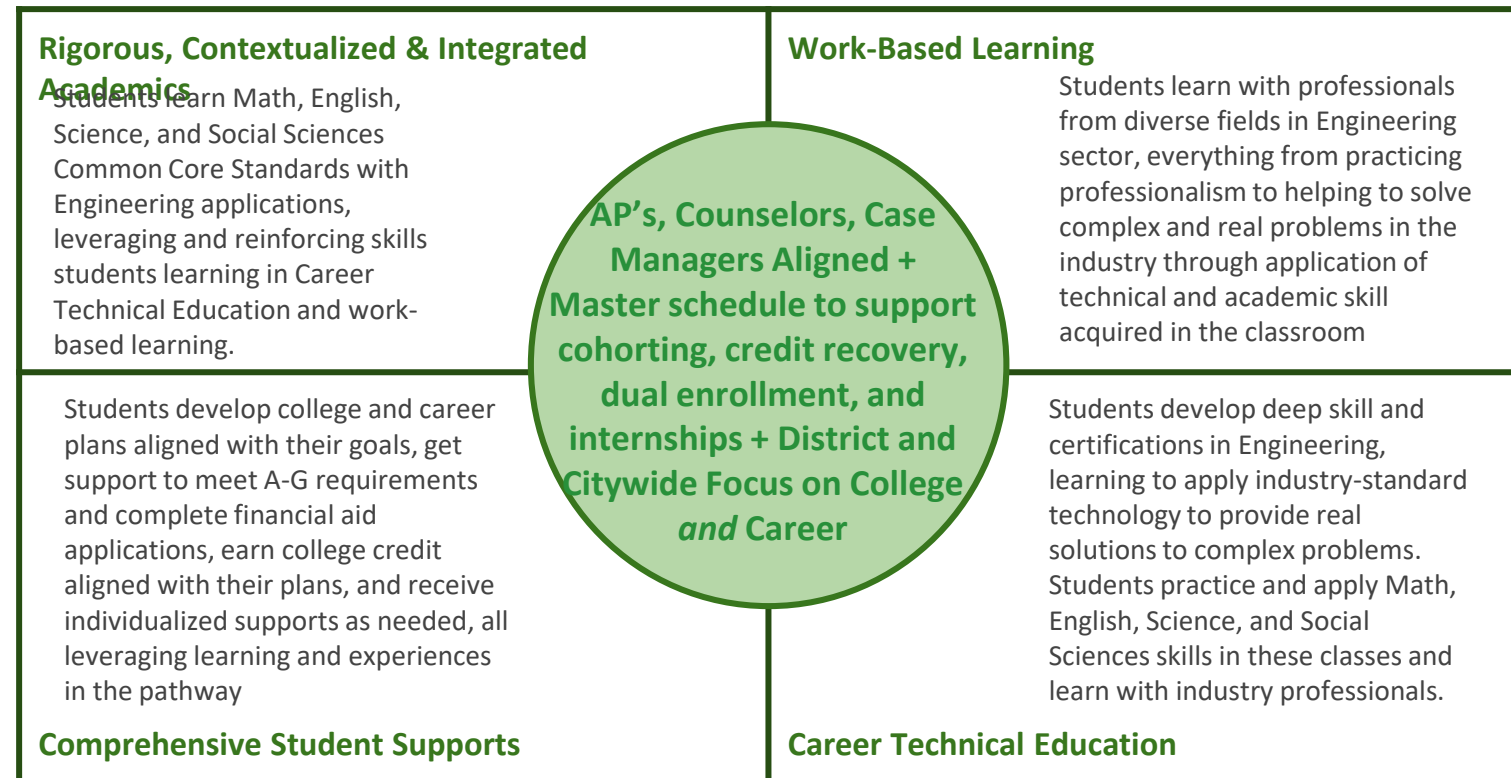 Rigorous, Contextualized & Integrated
Academics
Students learn Math, English,
Science, and Social Sciences
Common Core Standards with
Engineering applications,
leveraging and reinforcing skills
students learning in Career
Technical Education and work-
based learning.
Work-Based Learning
Students learn with professionals
from diverse fields in Engineering
sector, everything from practicing
professionalism to helping to solve
complex and real problems in the
industry through application of
technical and academic skill
acquired in the classroom
AP’s, Counselors, Case
Managers Aligned +
Master schedule to support
cohorting, credit recovery,
dual enrollment, and
internships + District and
Citywide Focus on College
and Career
Students develop college and career
plans aligned with their goals, get
support to meet A-G requirements
and complete financial aid
applications, earn college credit
aligned with their plans, and receive
individualized supports as needed, all
leveraging learning and experiences
in the pathway
Comprehensive Student Supports
Students develop deep skill and
certifications in Engineering,
learning to apply industry-standard
technology to provide real
solutions to complex problems.
Students practice and apply Math,
English, Science, and Social
Sciences skills in these classes and
learn with industry professionals.
Career Technical Education